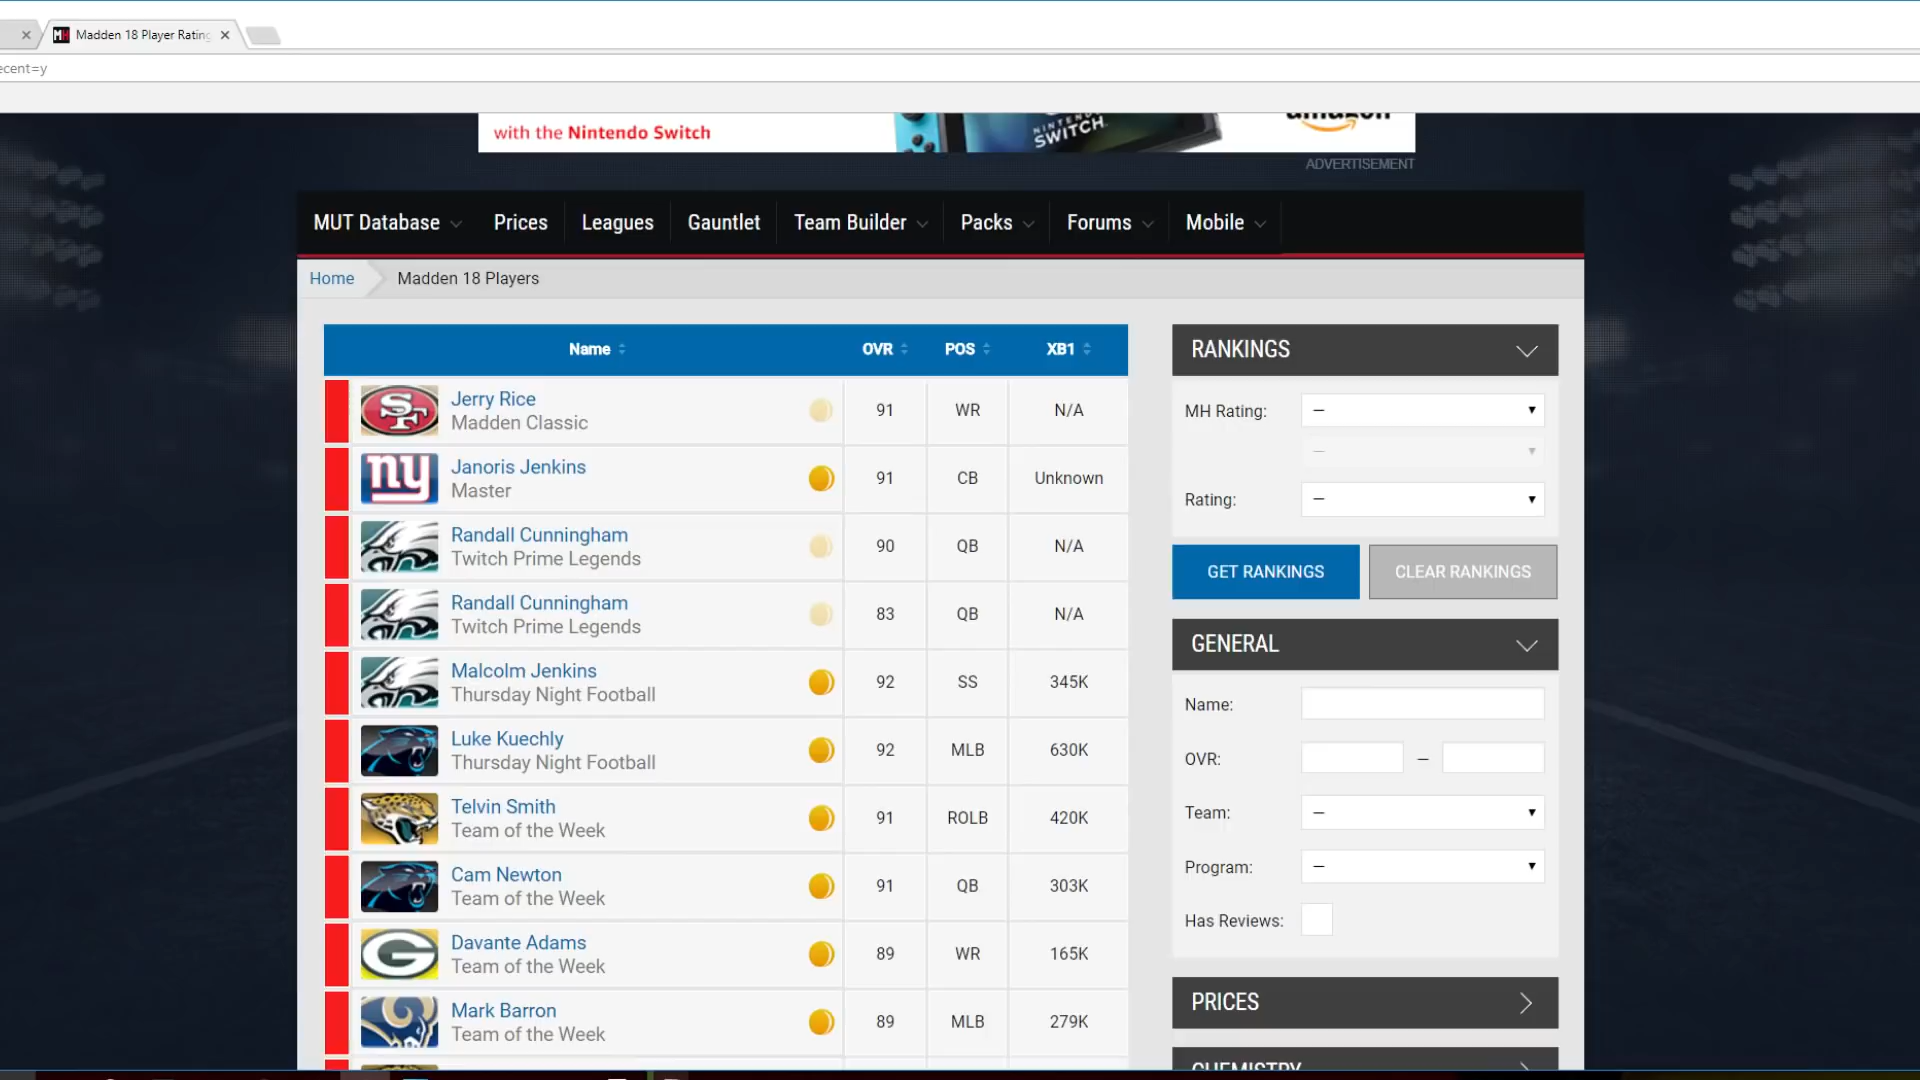 Madden 18 Player Rating
ecent=y
with the Nintendo Switch
NINTENDO
SWITCH
amazon
ADVERTISEMENT
MUT Database Prices Leagues Gauntlet Team Builder Packs Forums Mobile
Home Madden 18 Players
Name OVR POS XB1
Jerry Rice
Madden Classic
91 WR N/A
Janoris Jenkins
Master
91 CB Unknown
Randall Cunningham
Twitch Prime Legends
90 QB N/A
Randall Cunningham
Twitch Prime Legends
83 QB N/A
Malcolm Jenkins
Thursday Night Football
92 SS 345K
Luke Kuechly
Thursday Night Football
92 MLB 630K
Telvin Smith
Team of the Week
91 ROLB 420K
Cam Newton
Team of the Week
91 QB 303K
Davante Adams
Team of the Week
89 WR 165K
Mark Barron
Team of the Week
89 MLB 279K
RANKINGS
MH Rating: –
–
Rating: –
GET RANKINGS CLEAR RANKINGS
GENERAL
Name:
OVR: –
Team: –
Program: –
Has Reviews:
PRICES
CHEMISTRY